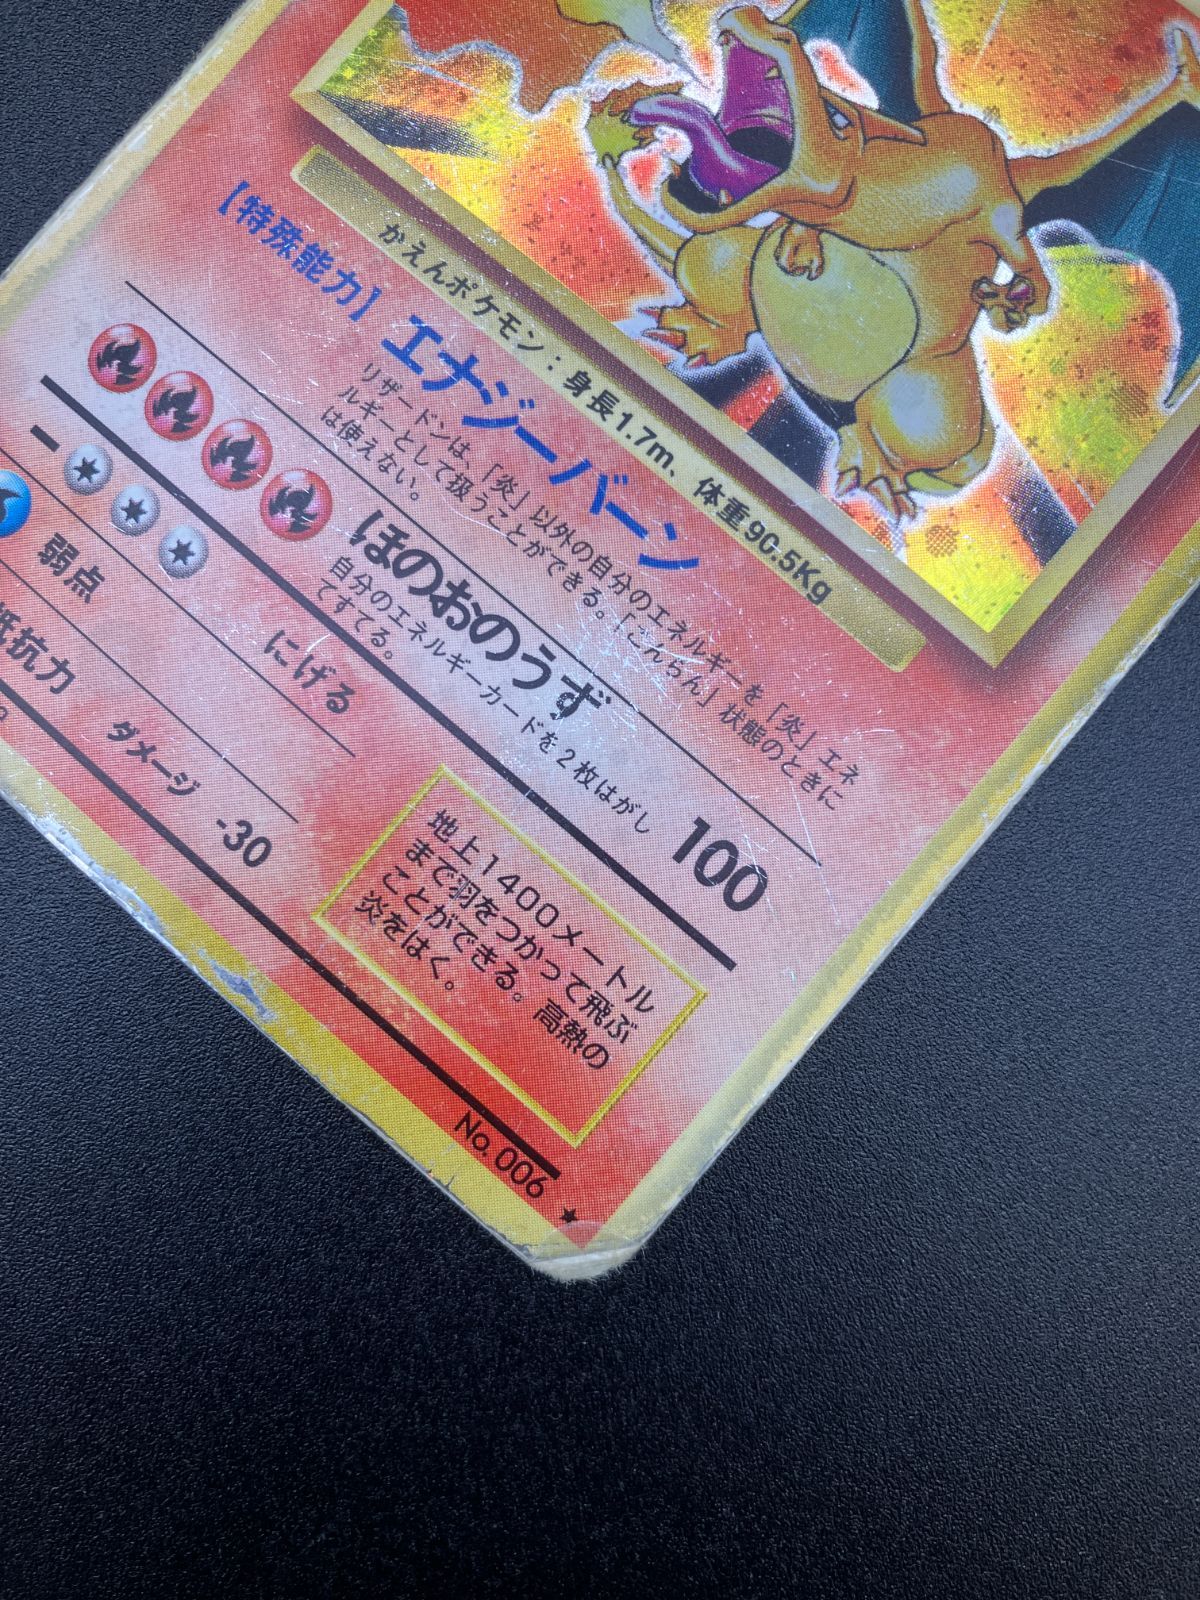 かえんポケモン：身長1.7m、体重90.5Kg
【特殊能力】エナジーバーン
リザードンは、「炎」以外の自分のエネルギーを「炎」エネ
ルギーとして扱うことができる。「こんらん」状態のときに
は使えない。
ほのおのうず 100
自分のエネルギーカードを2枚はがし
てすてる。
弱点
抵抗力
-30
にげる
ダメージ
地上1400メートル
まで羽をつかって飛ぶ
ことができる。高熱の
炎をはく。
No. 006